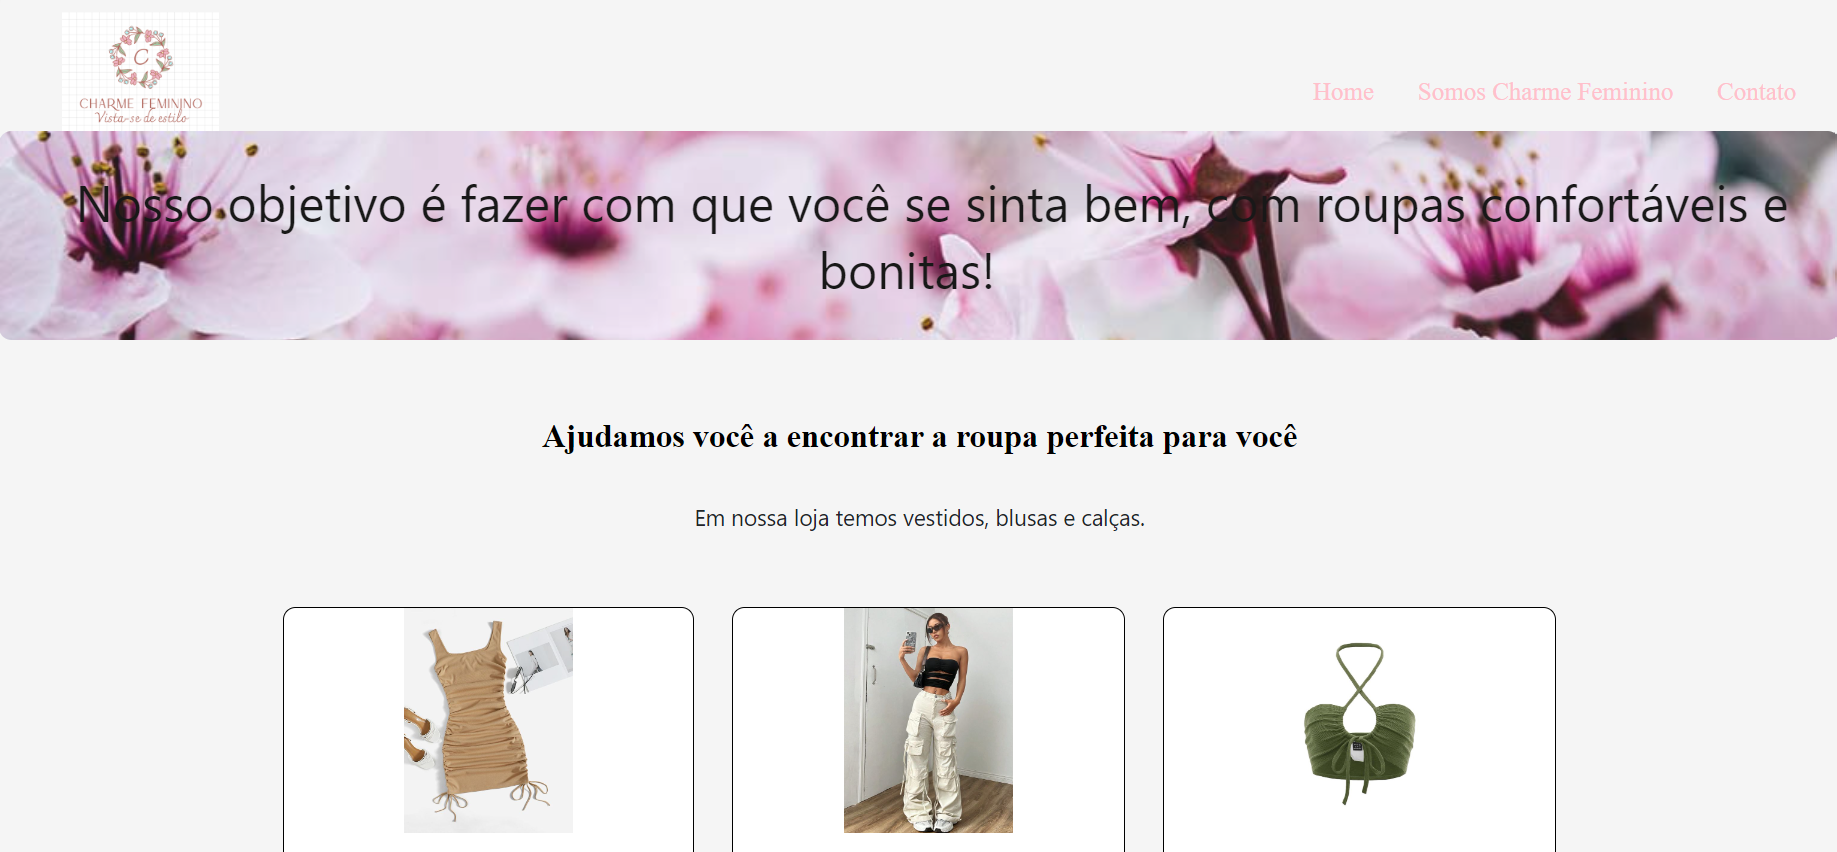 C
CHARME FEMININO
Vista-se de estilo
Home Somos Charme Feminino Contato
Nosso objetivo é fazer com que você se sinta bem, com roupas confortáveis e
bonitas!
Ajudamos você a encontrar a roupa perfeita para você
Em nossa loja temos vestidos, blusas e calças.